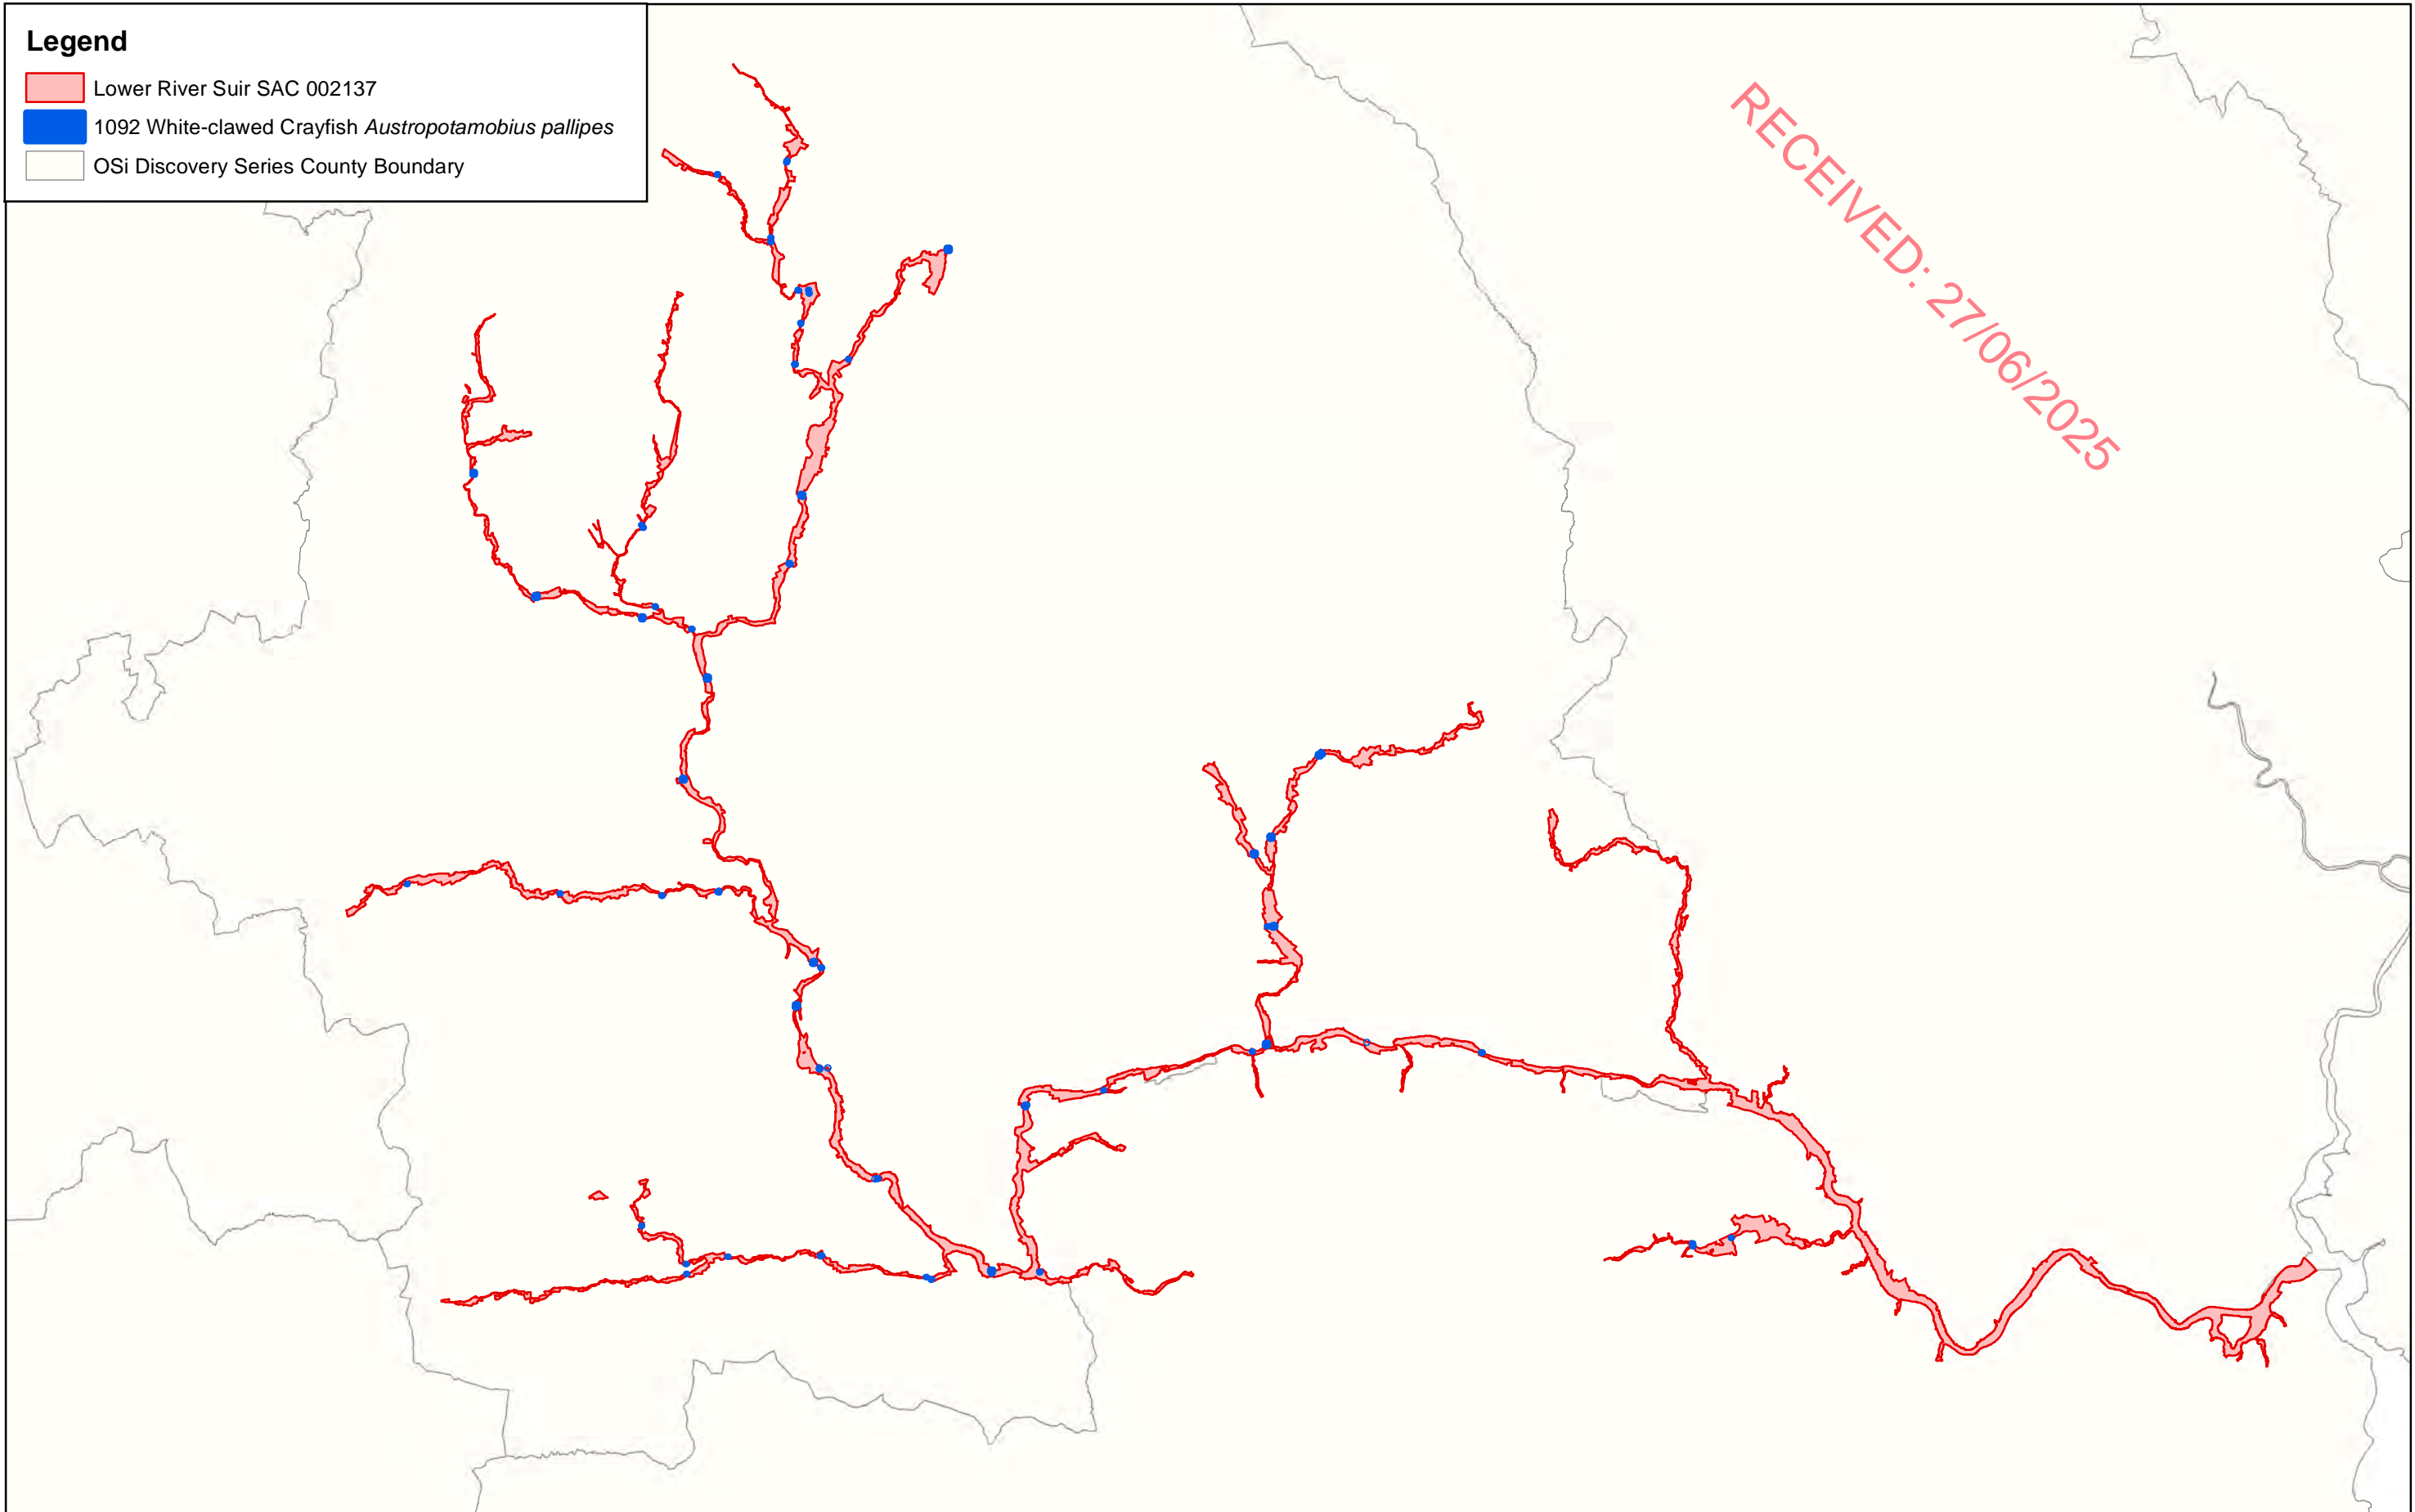 Legend
Lower River Suir SAC 002137
1092 White-clawed Crayfish Austropotamobius pallipes
OSi Discovery Series County Boundary
RECEIVED: 27/06/2025